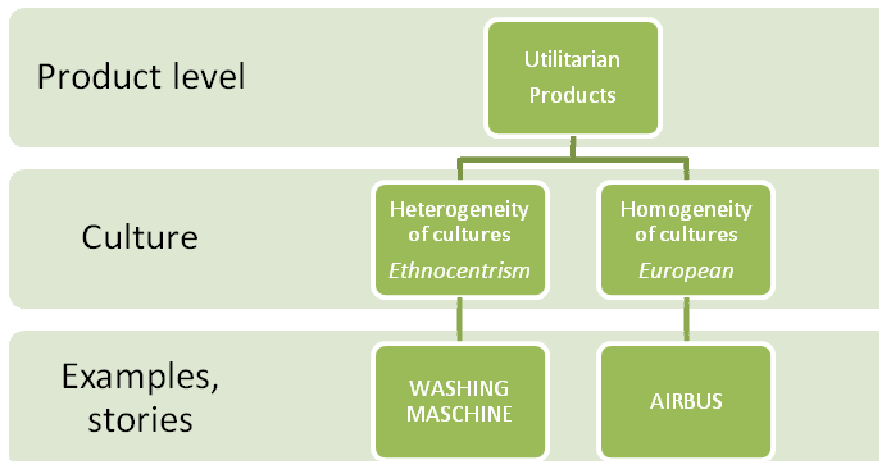 Product level
Utilitarian
Products
Culture
Heterogeneity
of cultures
Ethnocentrism
Homogeneity
of cultures
European
Examples,
stories
WASHING
MASCHINE
AIRBUS